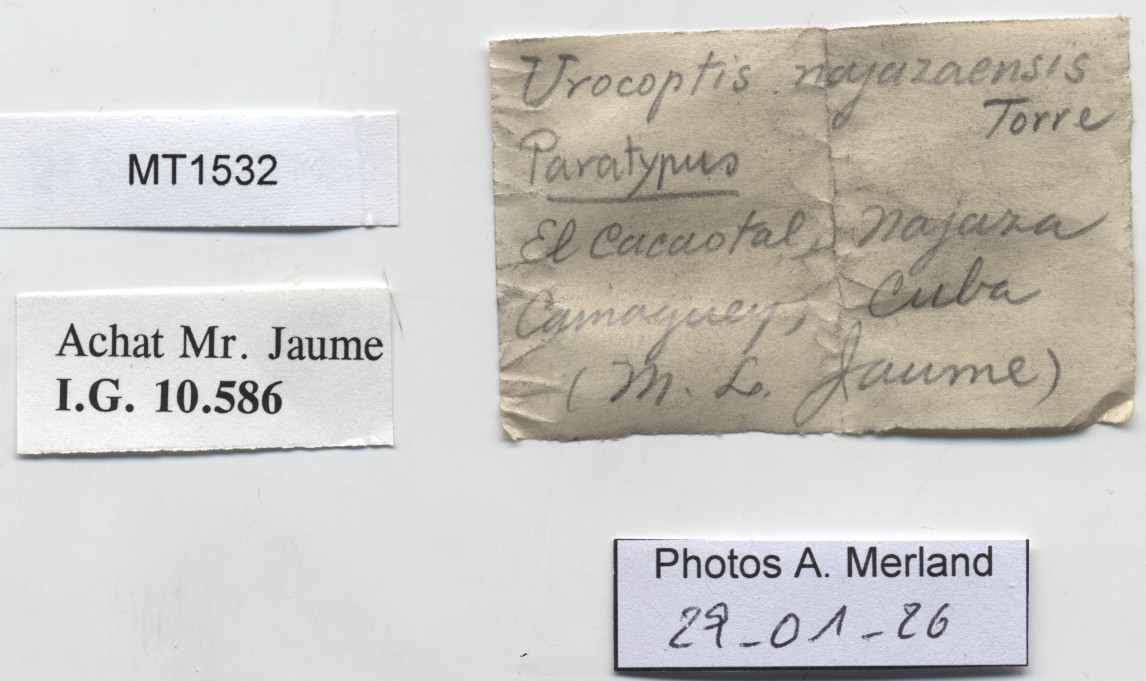 MT1532
Achat Mr. Jaume
I.G. 10.586
Urocoptis najazaensis
Torre
Paratypus
El Cacaotal, Najaza
Camaguey, Cuba
(M. L. Jaume)
Photos A. Merland
29-01-26